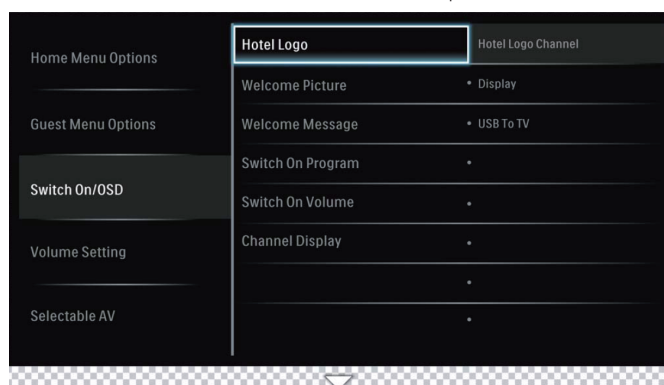 Home Menu Options
Guest Menu Options
Switch On/OSD
Volume Setting
Selectable AV
Hotel Logo
Welcome Picture
Welcome Message
Switch On Program
Switch On Volume
Channel Display
Hotel Logo Channel
• Display
• USB To TV